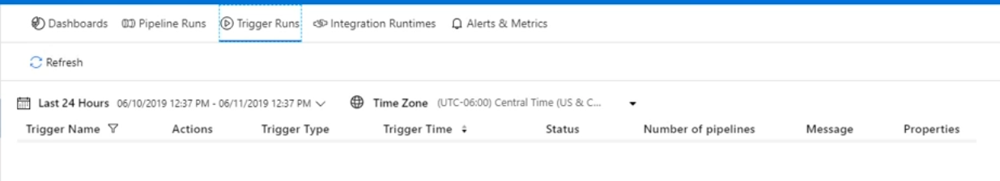 Dashboards Pipeline Runs Trigger Runs Integration Runtimes Alerts & Metrics
Refresh
Last 24 Hours 06/10/2019 12:37 PM - 06/11/2019 12:37 PM Time Zone (UTC-06:00) Central Time (US & C...
Trigger Name Actions Trigger Type Trigger Time Status Number of pipelines Message Properties